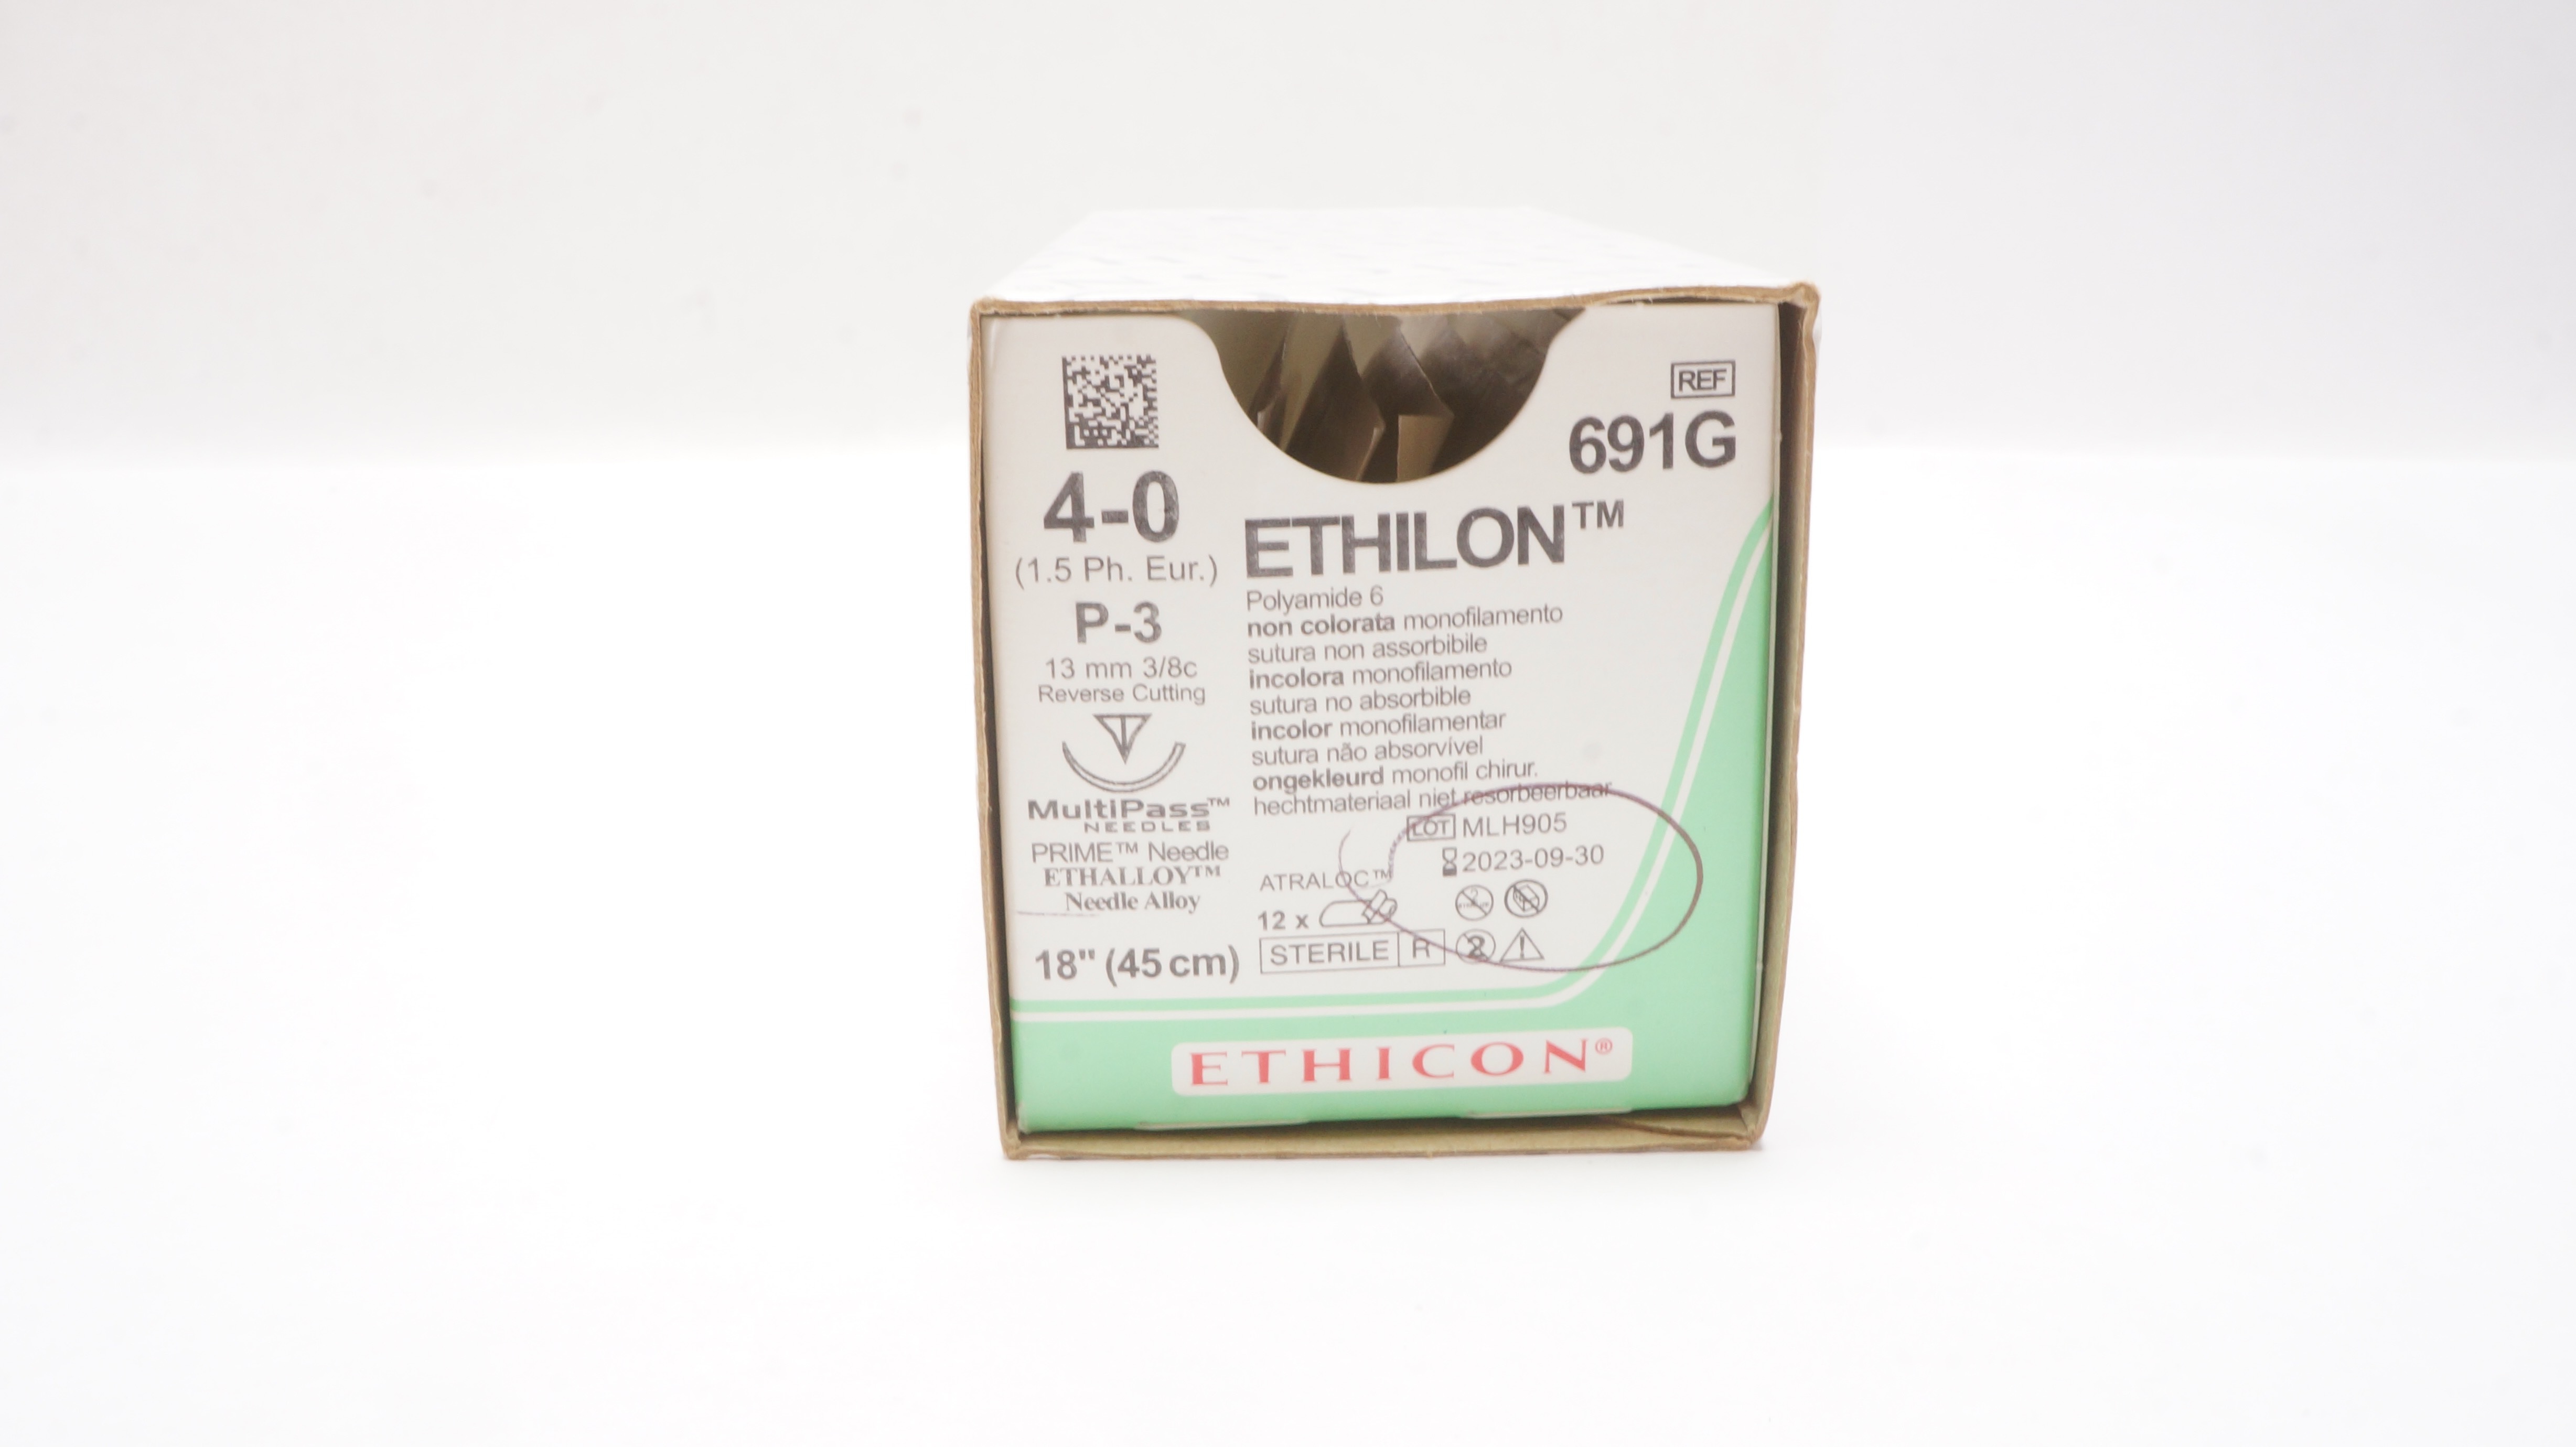 REF
691G
4-0
(1.5 Ph. Eur.)
P-3
13 mm 3/8c
Reverse Cutting
MultiPass™
NEEDLES
PRIME™ Needle
ETHALLOY™
Needle Alloy
18" (45 cm)
ETHILON™
Polyamide 6
non colorata monofilamento
sutura non assorbibile
incolora monofilamento
sutura no absorbible
incolor monofilamentar
sutura não absorvível
ongekleurd monofil chirur.
hechtmateriaal niet resorbeerbaar
LOT MLH905
2023-09-30
ATRALOC™
12 x
STERILE R 2
ETHICON®